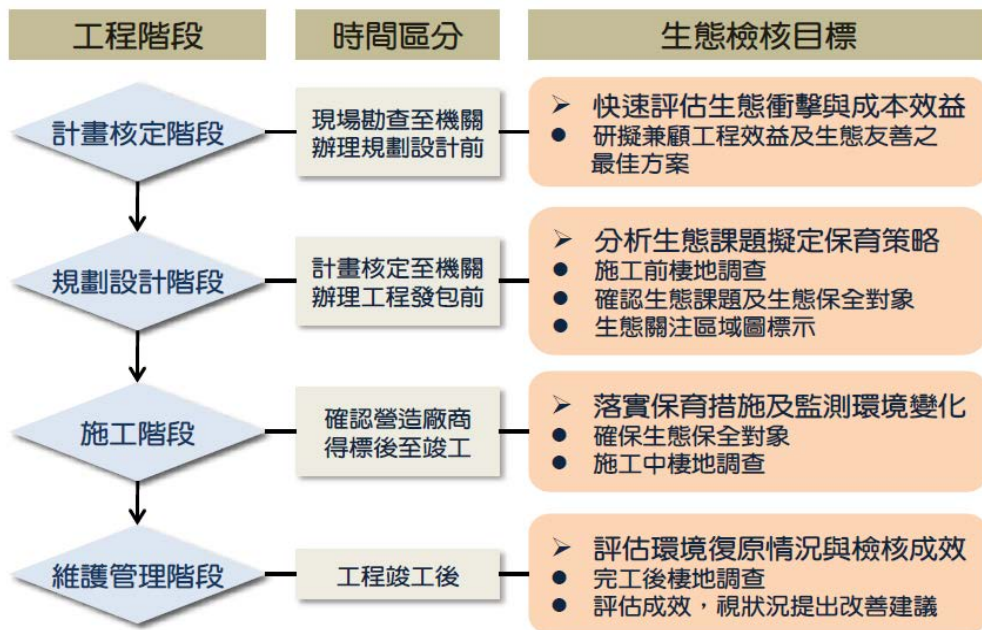 工程階段
時間區分
生態檢核目標
計畫核定階段
現場勘查至機關
辦理規劃設計前
➢ 快速評估生態衝擊與成本效益
● 研擬兼顧工程效益及生態友善之
最佳方案
規劃設計階段
計畫核定至機關
辦理工程發包前
➢ 分析生態課題擬定保育策略
● 施工前棲地調查
● 確認生態課題及生態保全對象
● 生態關注區域圖標示
施工階段
確認營造廠商
得標後至竣工
➢ 落實保育措施及監測環境變化
● 確保生態保全對象
● 施工中棲地調查
維護管理階段
工程竣工後
➢ 評估環境復原情況與檢核成效
● 完工後棲地調查
● 評估成效，視狀況提出改善建議